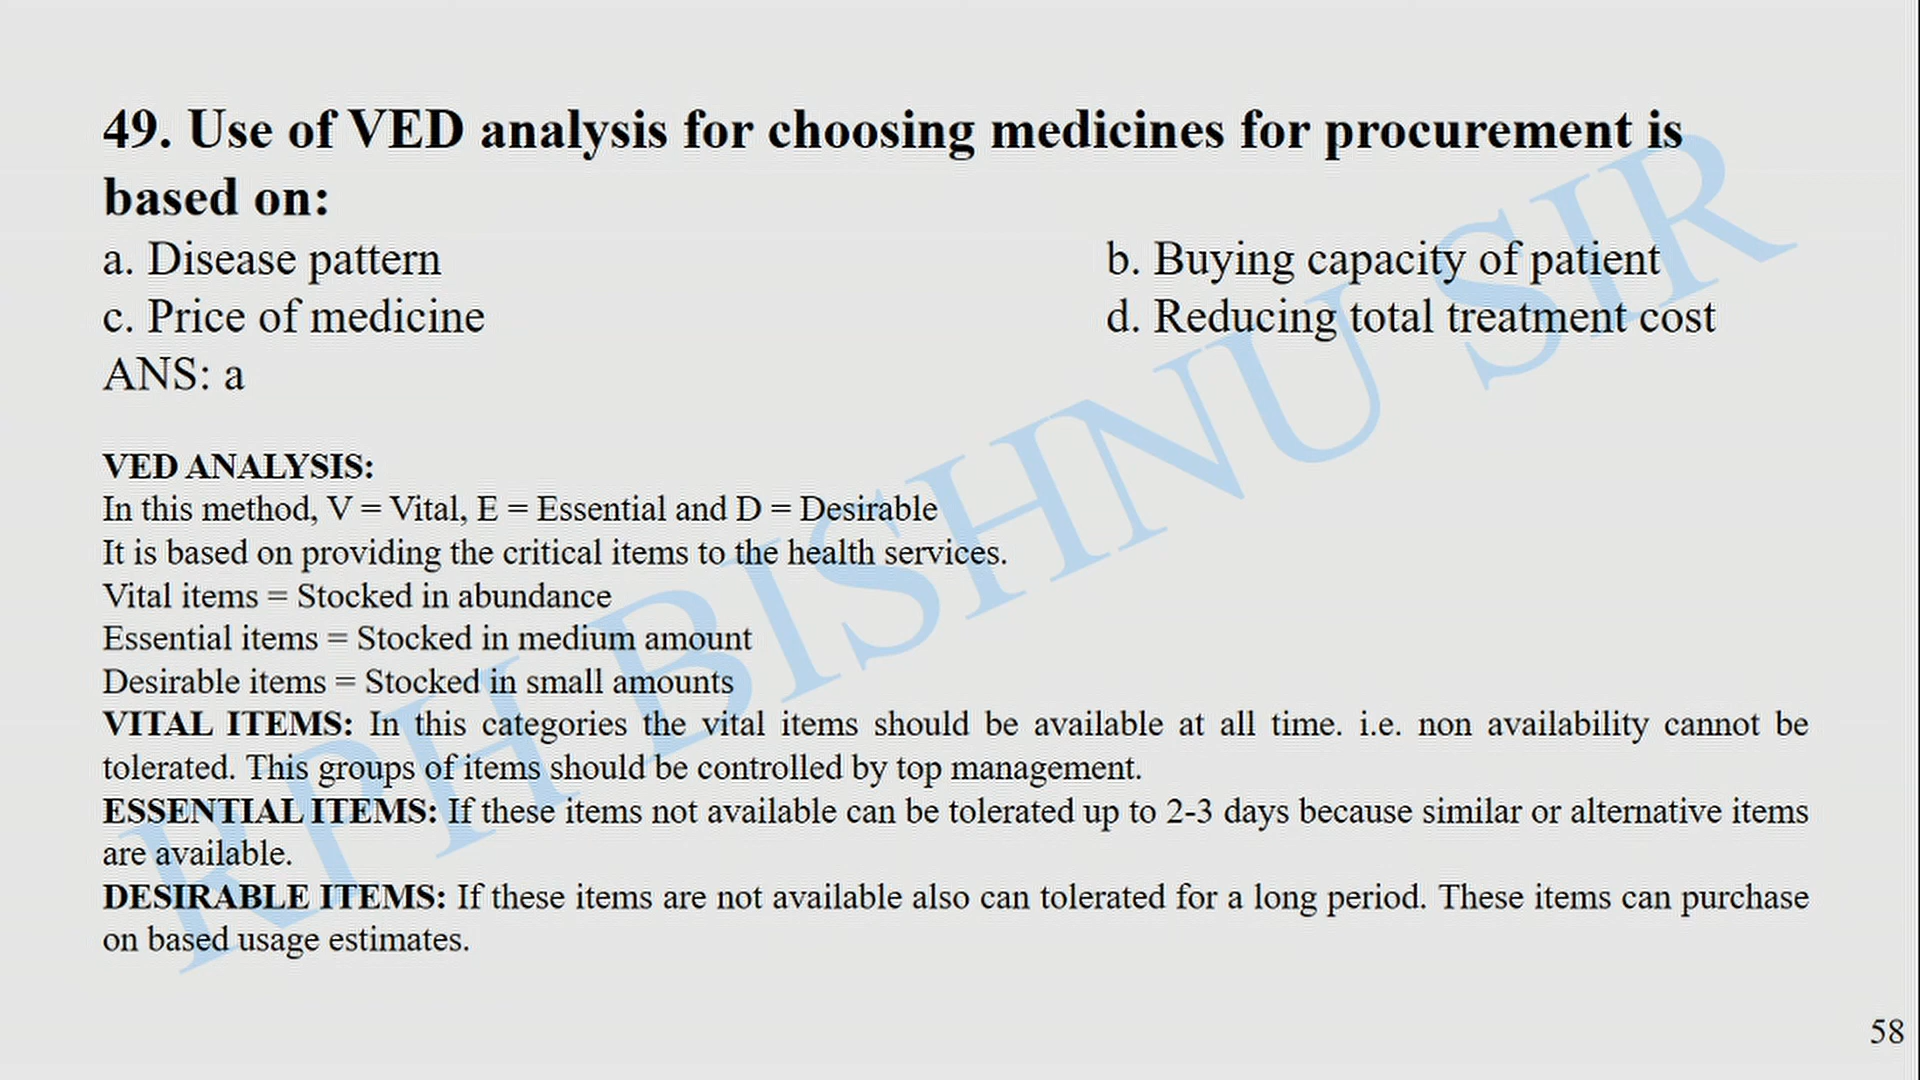 49. Use of VED analysis for choosing medicines for procurement is
based on:
a. Disease pattern b. Buying capacity of patient
c. Price of medicine d. Reducing total treatment cost
ANS: a
VED ANALYSIS:
In this method, V = Vital, E = Essential and D = Desirable
It is based on providing the critical items to the health services.
Vital items = Stocked in abundance
Essential items = Stocked in medium amount
Desirable items = Stocked in small amounts
VITAL ITEMS: In this categories the vital items should be available at all time. i.e. non availability cannot be
tolerated. This groups of items should be controlled by top management.
ESSENTIAL ITEMS: If these items not available can be tolerated up to 2-3 days because similar or alternative items
are available.
DESIRABLE ITEMS: If these items are not available also can tolerated for a long period. These items can purchase
on based usage estimates.
RPH BISHNU SIR
58